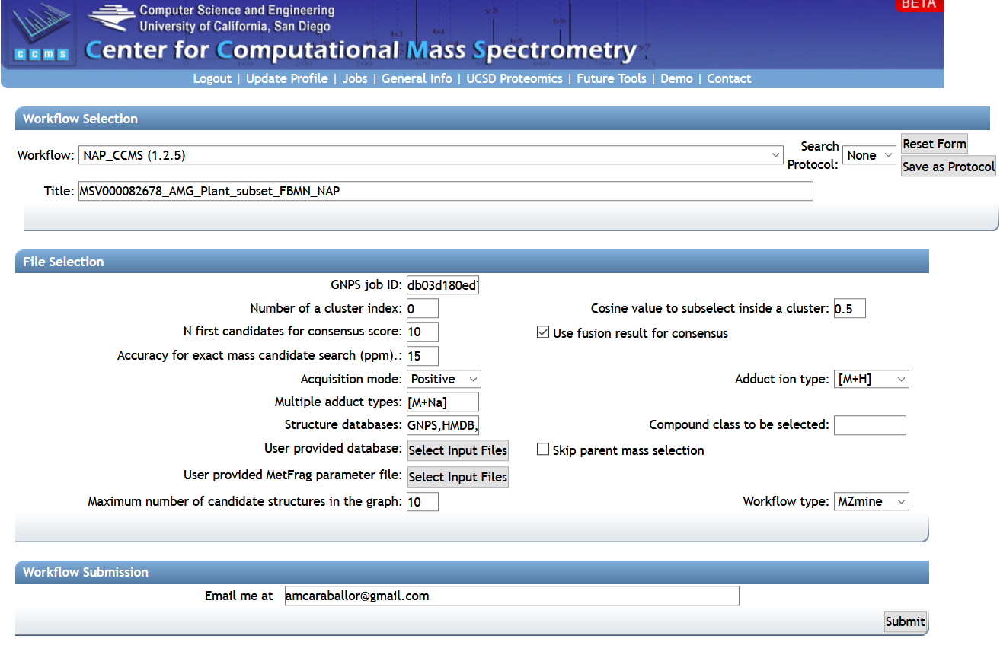 BETA
Computer Science and Engineering
University of California, San Diego
ccms
Center for Computational Mass Spectrometry
Logout | Update Profile | Jobs | General Info | UCSD Proteomics | Future Tools | Demo | Contact
Workflow Selection
Workflow: NAP_CCMS (1.2.5) Search Protocol: None Reset Form
Save as Protocol
Title: MSV000082678_AMG_Plant_subset_FBMN_NAP
File Selection
GNPS job ID: db03d180ed
Number of a cluster index: 0 Cosine value to subselect inside a cluster: 0.5
N first candidates for consensus score: 10 Use fusion result for consensus
Accuracy for exact mass candidate search (ppm).: 15
Acquisition mode: Positive Adduct ion type: [M+H]
Multiple adduct types: [M+Na]
Structure databases: GNPS,HMDB, Compound class to be selected:
User provided database: Select Input Files Skip parent mass selection
User provided MetFrag parameter file: Select Input Files
Maximum number of candidate structures in the graph: 10 Workflow type: MZmine
Workflow Submission
Email me at amcaraballor@gmail.com
Submit